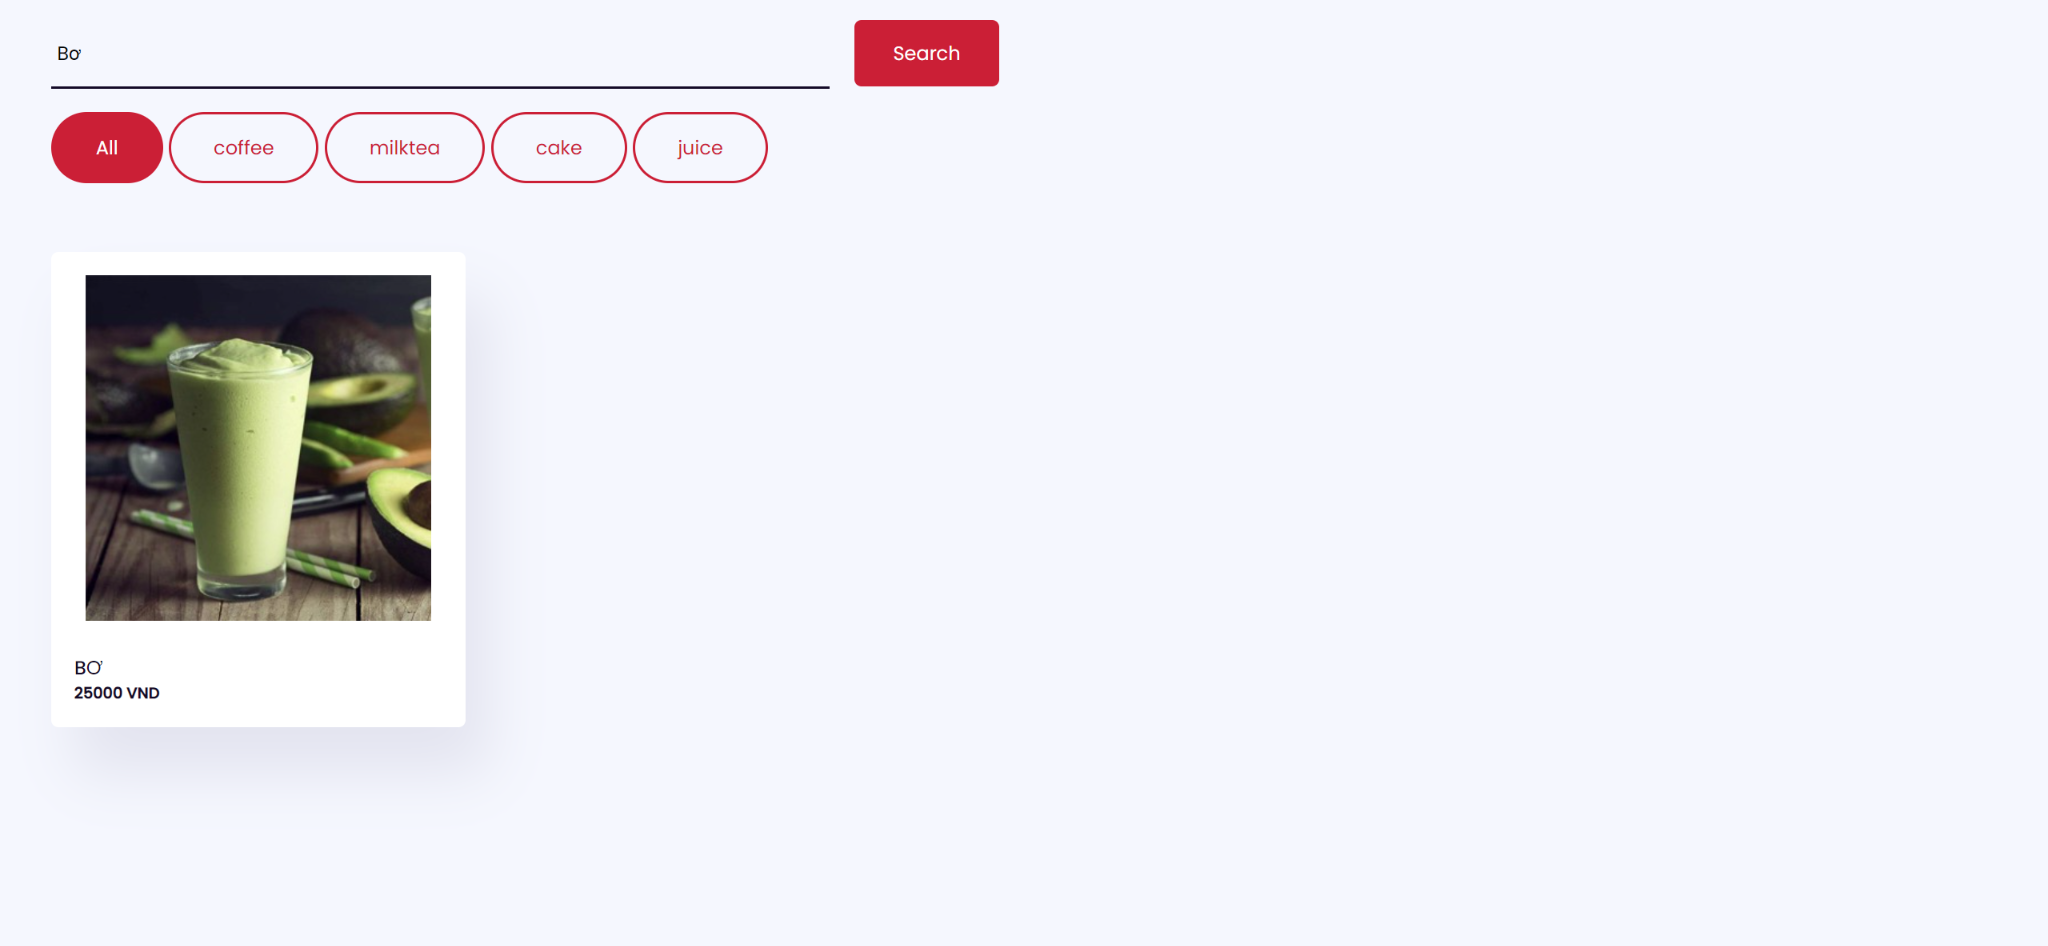 Bơ
Search
All
coffee
milktea
cake
juice
BƠ
25000 VND